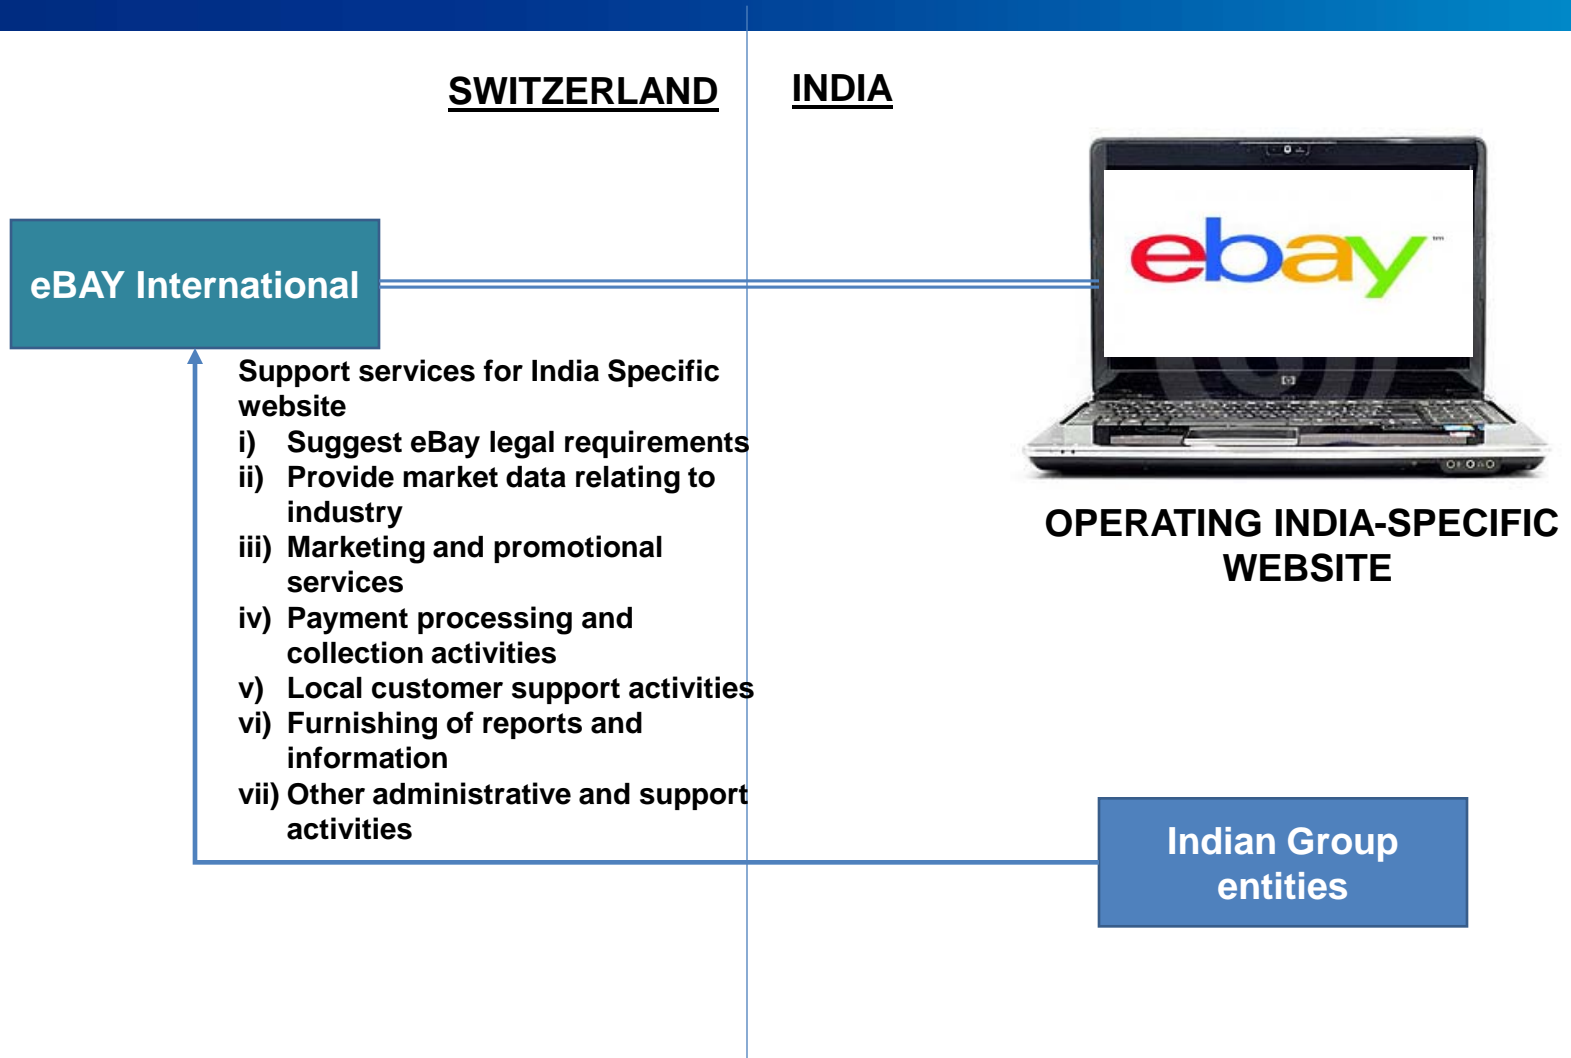 SWITZERLAND
INDIA
eBAY International
ebay™
Support services for India Specific
website
i) Suggest eBay legal requirements
ii) Provide market data relating to
industry
iii) Marketing and promotional
services
iv) Payment processing and
collection activities
v) Local customer support activities
vi) Furnishing of reports and
information
vii) Other administrative and support
activities
OPERATING INDIA-SPECIFIC
WEBSITE
Indian Group
entities